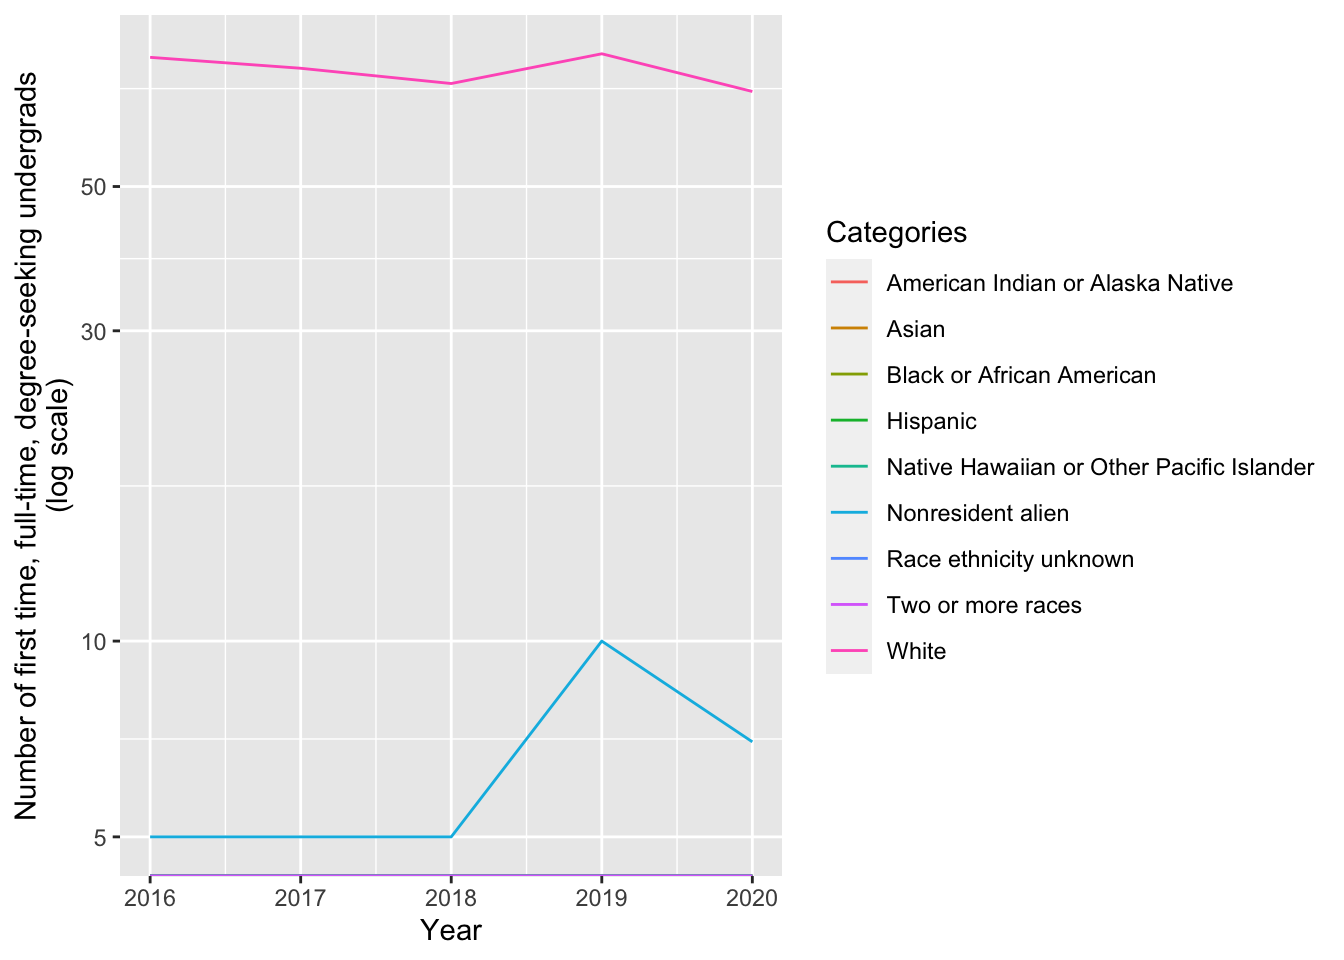 Number of first time, full-time, degree-seeking undergrads
(log scale)
50
30
10
5
2016
2017
2018
2019
2020
Year
Categories
American Indian or Alaska Native
Asian
Black or African American
Hispanic
Native Hawaiian or Other Pacific Islander
Nonresident alien
Race ethnicity unknown
Two or more races
White